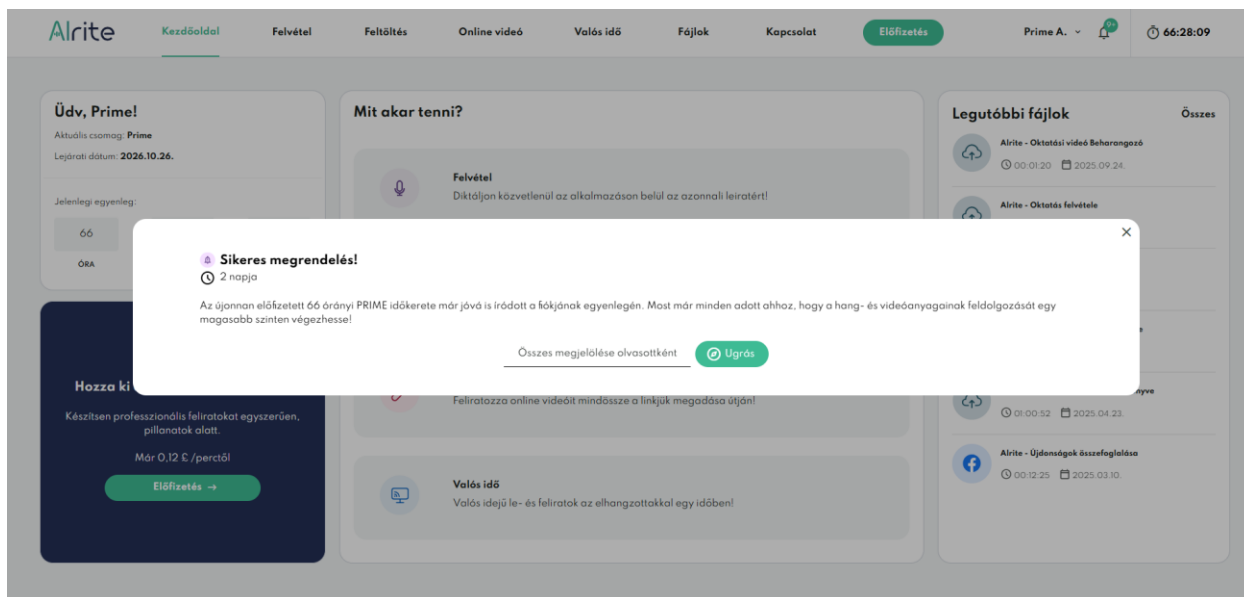 Alrite
Kezdőoldal
Felvétel
Feltöltés
Online videó
Valós idő
Fájlok
Kapcsolat
Előfizetés
Prime A.
9+
66:28:09
Üdv, Prime!
Aktuális csomag: Prime
Lejárati dátum: 2026.10.26.
Jelenlegi egyenleg:
66
ÓRA
Mit akar tenni?
Felvétel
Diktáljon közvetlenül az alkalmazáson belül az azonnali leiratért!
Legutóbbi fájlok
Összes
Alrite - Oktatási videó Beharangozó
00:01:20 2025.09.24.
Alrite - Oktatás felvétele
Sikeres megrendelés!
2 napja
Az újonnan előfizetett 66 órányi PRIME időkerete már jóvá is íródott a fiókjának egyenlegén. Most már minden adott ahhoz, hogy a hang- és videóanyagainak feldolgozását egy
magasabb szinten végezhesse!
Összes megjelölése olvasottként
Ugrás
Hozza ki
Készítsen professzionális feliratokat egyszerűen,
pillanatok alatt.
Már 0,12 £ /perctől
Előfizetés →
Feliratozza online videóit mindössze a linkjük megadása útján!
Valós idő
Valós idejű le- és feliratok az elhangzottakkal egy időben!
01:00:52 2025.04.23.
Alrite - Újdonságok összefoglalása
00:12:25 2025.03.10.